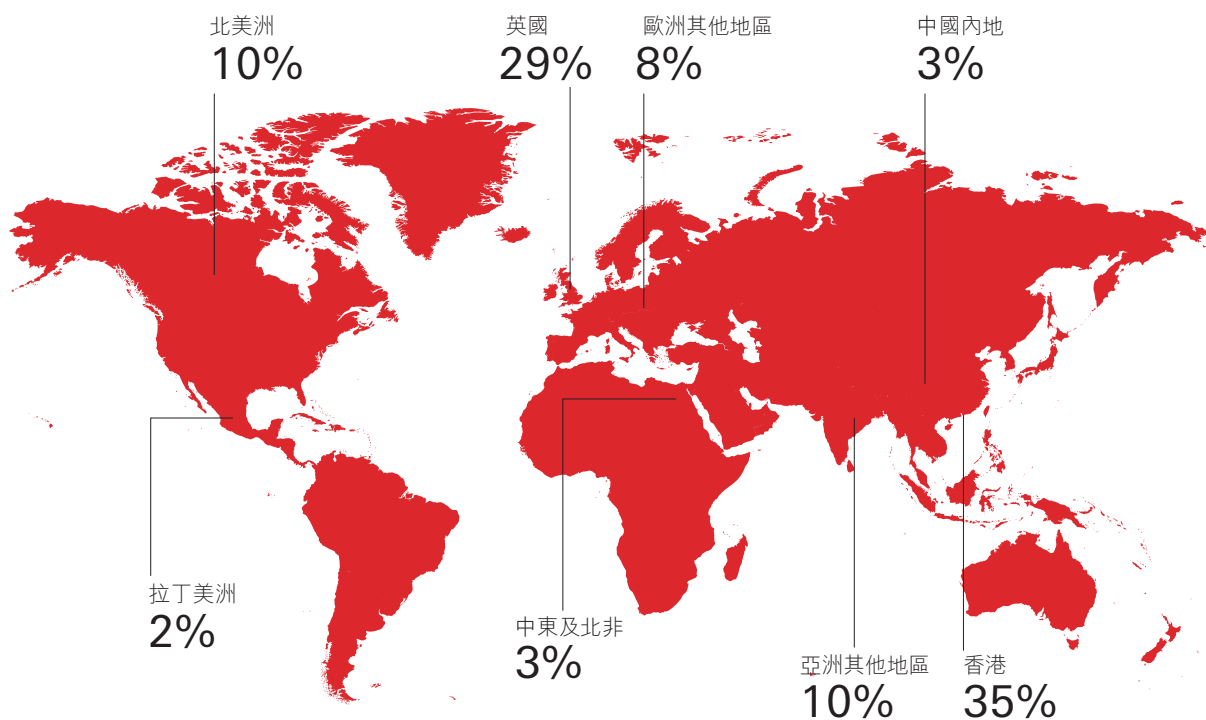 北美洲
10%
英國
29%
歐洲其他地區
8%
中國內地
3%
拉丁美洲
2%
中東及北非
3%
亞洲其他地區
10%
香港
35%